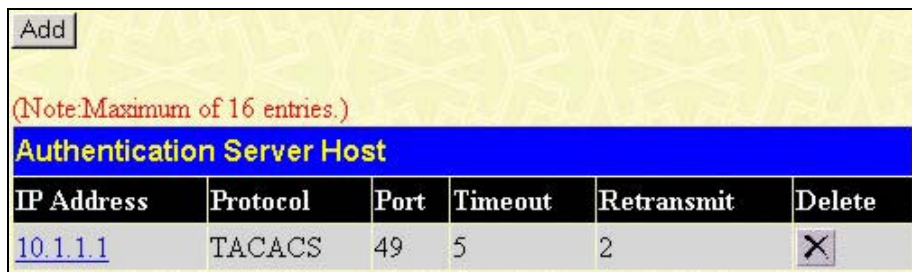 Add
(Note:Maximum of 16 entries.)
Authentication Server Host
IP Address Protocol Port Timeout Retransmit Delete
10.1.1.1 TACACS 49 5 2 X